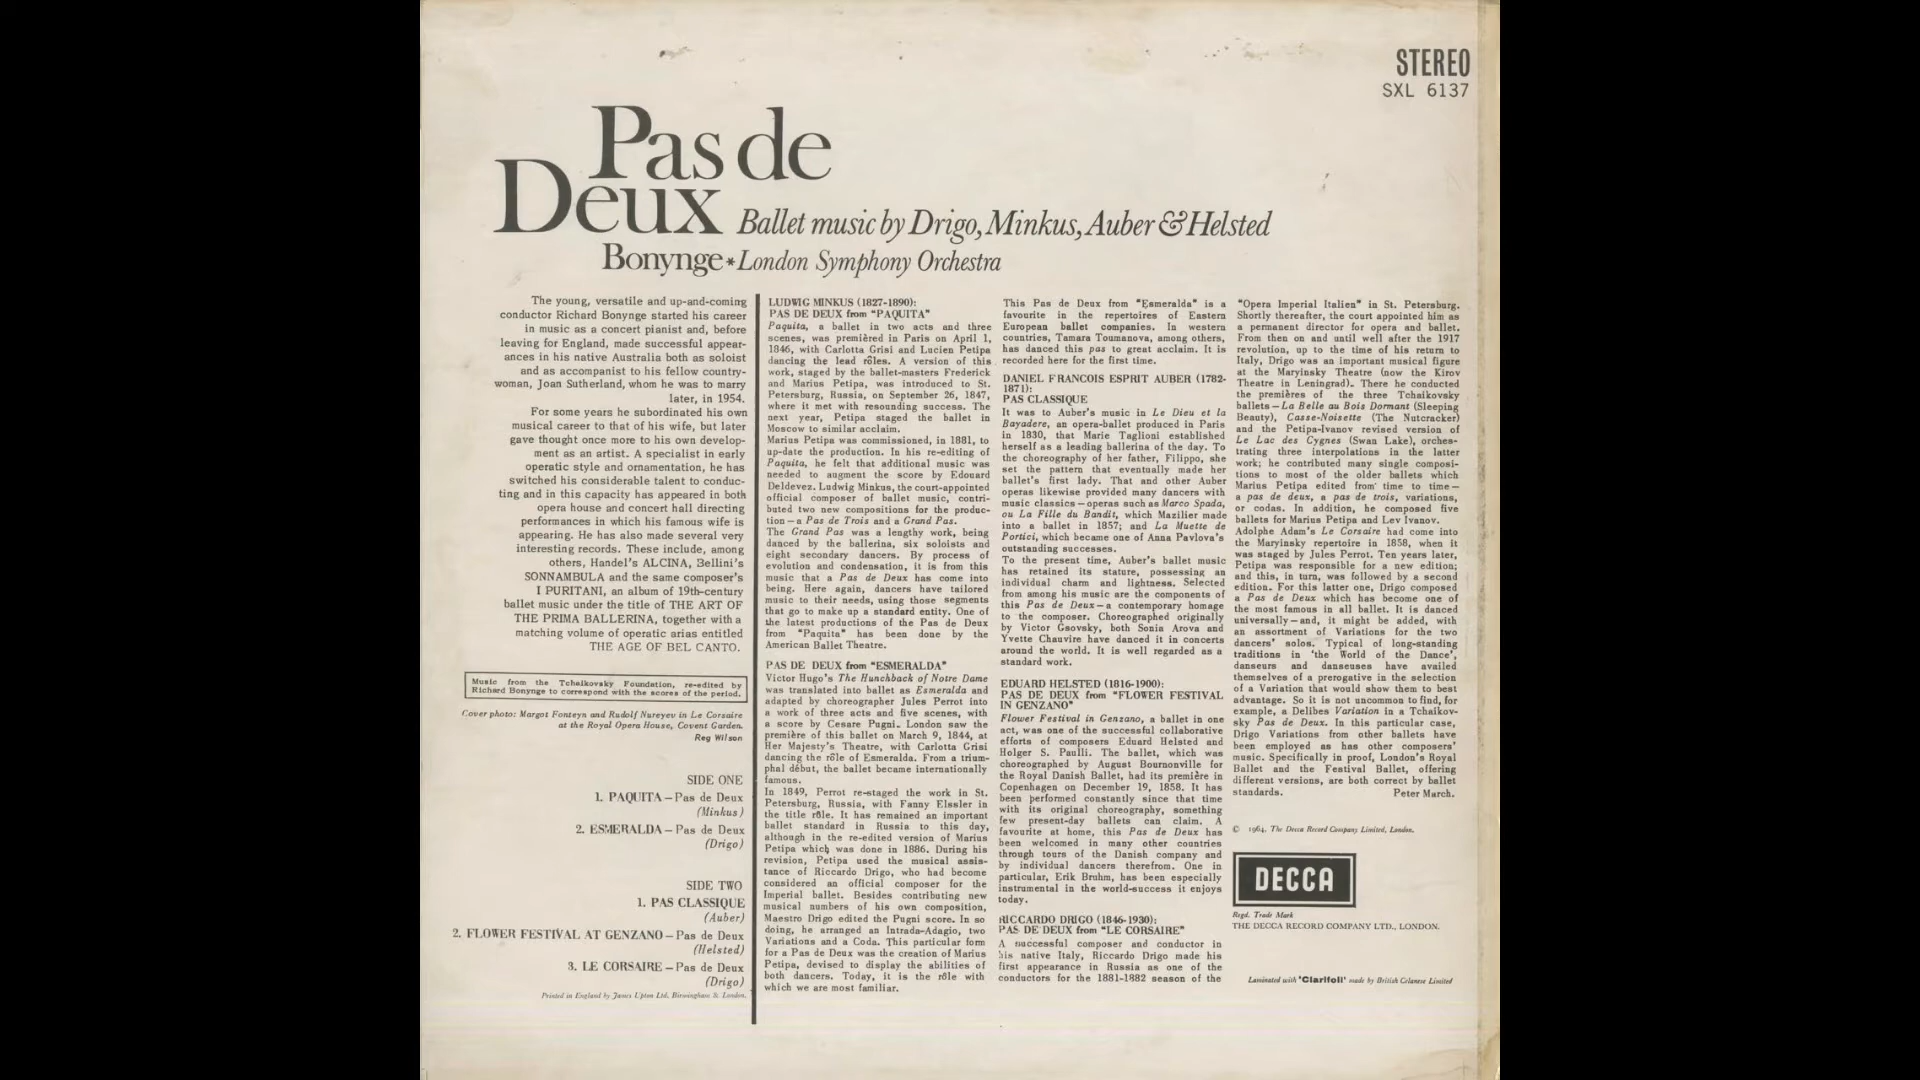 STEREO
SXL 6137
Pas de
Deux Ballet music by Drigo, Minkus, Auber & Helsted
Bonynge * London Symphony Orchestra
The young, versatile and up-and-coming
conductor Richard Bonynge started his career
in music as a concert pianist and, before
leaving for England, made successful appear-
ances in his native Australia both as soloist
and as accompanist to his fellow country-
woman, Joan Sutherland, whom he was to marry
later, in 1954.
For some years he subordinated his own
musical career to that of his wife, but later
gave thought once more to his own develop-
ment as an artist. A specialist in early
operatic style and ornamentation, he has
switched his considerable talent to conduc-
ting and in this capacity has appeared in both
opera house and concert hall directing
performances in which his famous wife is
appearing. He has also made several very
interesting records. These include, among
others, Handel's ALCINA, Bellini's
SONNAMBULA and the same composer's
I PURITANI, an album of 19th-century
ballet music under the title of THE ART OF
THE PRIMA BALLERINA, together with a
matching volume of operatic arias entitled
THE AGE OF BEL CANTO.
Music from the Tchaikovsky Foundation, re-edited by
Richard Bonynge to correspond with the scores of the period.
Cover photo: Margot Fonteyn and Rudolf Nureyev in Le Corsaire
at the Royal Opera House, Covent Garden.
Reg Wilson
SIDE ONE
1. PAQUITA – Pas de Deux
(Minkus)
2. ESMERALDA – Pas de Deux
(Drigo)
SIDE TWO
1. PAS CLASSIQUE
(Auber)
2. FLOWER FESTIVAL AT GENZANO – Pas de Deux
(Helsted)
3. LE CORSAIRE – Pas de Deux
(Drigo)
Printed in England by James Upton Ltd. Birmingham & London.
LUDWIG MINKUS (1827-1890):
PAS DE DEUX from "PAQUITA"
Paquita, a ballet in two acts and three
scenes, was premièred in Paris on April 1,
1846, with Carlotta Grisi and Lucien Petipa
dancing the lead rôles. A version of this
work, staged by the ballet-masters Frederick
and Marius Petipa, was introduced to St.
Petersburg, Russia, on September 26, 1847,
where it met with resounding success. The
next year, Petipa staged the ballet in
Moscow to similar acclaim.
Marius Petipa was commissioned, in 1881, to
up-date the production. In his re-editing of
Paquita, he felt that additional music was
needed to augment the score by Edouard
Deldevez. Ludwig Minkus, the court-appointed
official composer of ballet music, contri-
buted two new compositions for the produc-
tion – a Pas de Trois and a Grand Pas.
The Grand Pas was a lengthy work, being
danced by the ballerina, six soloists and
eight secondary dancers. By process of
evolution and condensation, it is from this
music that a Pas de Deux has come into
being. Here again, dancers have tailored
music to their needs, using those segments
that go to make up a standard entity. One of
the latest productions of the Pas de Deux
from "Paquita" has been done by the
American Ballet Theatre.
PAS DE DEUX from "ESMERALDA"
Victor Hugo's The Hunchback of Notre Dame
was translated into ballet as Esmeralda and
adapted by choreographer Jules Perrot into
a work of three acts and five scenes, with
a score by Cesare Pugni. London saw the
première of this ballet on March 9, 1844, at
Her Majesty's Theatre, with Carlotta Grisi
dancing the rôle of Esmeralda. From a trium-
phal début, the ballet became internationally
famous.
In 1849, Perrot re-staged the work in St.
Petersburg, Russia, with Fanny Elssler in
the title rôle. It has remained an important
ballet standard in Russia to this day,
although in the re-edited version of Marius
Petipa which was done in 1886. During his
revision, Petipa used the musical assis-
tance of Riccardo Drigo, who had become
considered an official composer for the
Imperial ballet. Besides contributing new
musical numbers of his own composition,
Maestro Drigo edited the Pugni score. In so
doing, he arranged an Intrada-Adagio, two
Variations and a Coda. This particular form
for a Pas de Deux was the creation of Marius
Petipa, devised to display the abilities of
both dancers. Today, it is the rôle with
which we are most familiar.
This Pas de Deux from "Esmeralda" is a
favourite in the repertoires of Eastern
European ballet companies. In western
countries, Tamara Toumanova, among others,
has danced this pas to great acclaim. It is
recorded here for the first time.
DANIEL FRANCOIS ESPRIT AUBER (1782-
1871):
PAS CLASSIQUE
It was to Auber's music in Le Dieu et la
Bayadere, an opera-ballet produced in Paris
in 1830, that Marie Taglioni established
herself as a leading ballerina of the day. To
the choreography of her father, Filippo, she
set the pattern that eventually made her
ballet's first lady. That and other Auber
operas likewise provided many dancers with
music classics – operas such as Marco Spada,
ou La Fille du Bandit, which Mazilier made
into a ballet in 1857; and La Muette de
Portici, which became one of Anna Pavlova's
outstanding successes.
To the present time, Auber's ballet music
has retained its stature, possessing an
individual charm and lightness. Selected
from among his music are the components of
this Pas de Deux – a contemporary homage
to the composer. Choreographed originally
by Victor Gsovsky, both Sonia Arova and
Yvette Chauvire have danced it in concerts
around the world. It is well regarded as a
standard work.
EDUARD HELSTED (1816-1900):
PAS DE DEUX from "FLOWER FESTIVAL
IN GENZANO"
Flower Festival in Genzano, a ballet in one
act, was one of the successful collaborative
efforts of composers Eduard Helsted and
Holger S. Paulli. The ballet, which was
choreographed by August Bournonville for
the Royal Danish Ballet, had its première in
Copenhagen on December 19, 1858. It has
been performed constantly since that time
with its original choreography, something
few present-day ballets can claim. A
favourite at home, this Pas de Deux has
been welcomed in many other countries
through tours of the Danish company and
by individual dancers therefrom. One in
particular, Erik Bruhn, has been especially
instrumental in the world-success it enjoys
today.
RICCARDO DRIGO (1846-1930):
PAS DE DEUX from "LE CORSAIRE"
A successful composer and conductor in
his native Italy, Riccardo Drigo made his
first appearance in Russia as one of the
conductors for the 1881-1882 season of the
"Opera Imperial Italien" in St. Petersburg.
Shortly thereafter, the court appointed him as
a permanent director for opera and ballet.
From then on and until well after the 1917
revolution, up to the time of his return to
Italy, Drigo was an important musical figure
at the Maryinsky Theatre (now the Kirov
Theatre in Leningrad). There he conducted
the premières of the three Tchaikovsky
ballets – La Belle au Bois Dormant (Sleeping
Beauty), Casse-Noisette (The Nutcracker)
and the Petipa-Ivanov revised version of
Le Lac des Cygnes (Swan Lake), orches-
trating three interpolations in the latter
work; he contributed many single composi-
tions to most of the older ballets which
Marius Petipa edited from time to time –
a pas de deux, a pas de trois, variations,
or codas. In addition, he composed five
ballets for Marius Petipa and Lev Ivanov.
Adolphe Adam's Le Corsaire had come into
the Maryinsky repertoire in 1858, when it
was staged by Jules Perrot. Ten years later,
Petipa was responsible for a new edition;
and this, in turn, was followed by a second
edition. For this latter one, Drigo composed
a Pas de Deux which has become one of
the most famous in all ballet. It is danced
universally – and, it might be added, with
an assortment of Variations for the two
dancers' solos. Typical of long-standing
traditions in 'the World of the Dance',
danseurs and danseuses have availed
themselves of a prerogative in the selection
of a Variation that would show them to best
advantage. So it is not uncommon to find, for
example, a Delibes Variation in a Tchaikov-
sky Pas de Deux. In this particular case,
Drigo Variations from other ballets have
been employed as has other composers'
music. Specifically in proof, London's Royal
Ballet and the Festival Ballet, offering
different versions, are both correct by ballet
standards. Peter March.
© 1964, The Decca Record Company Limited, London.
DECCA
Regd. Trade Mark
THE DECCA RECORD COMPANY LTD., LONDON.
Laminated with 'Clarifoil' made by British Celanese Limited